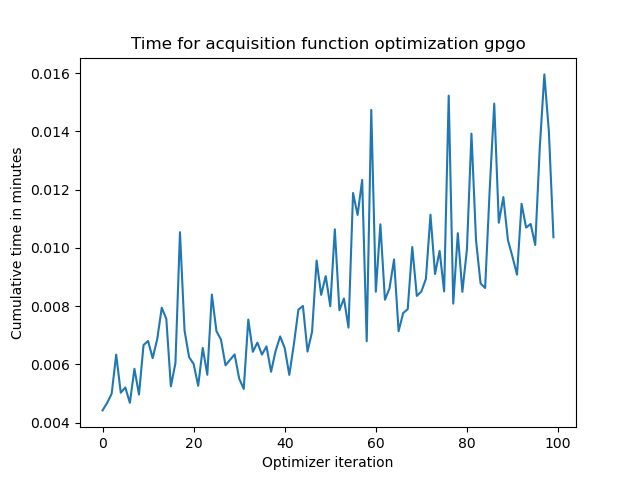 Time for acquisition function optimization gpgo
0.016
0.014
0.012
0.010
0.008
0.006
0.004
Cumulative time in minutes
0 20 40 60 80 100
Optimizer iteration